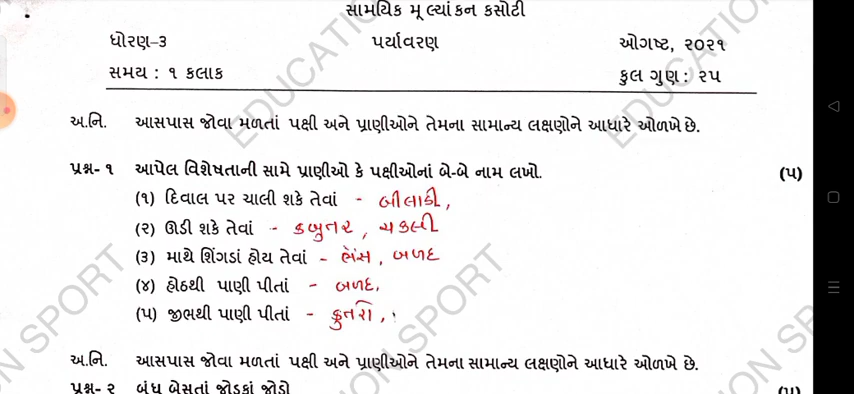 સામયિક મૂલ્યાંકન કસોટી
ધોરણ-૩ પર્યાવરણ ઓગષ્ટ, ૨૦૨૧
સમય : ૧ કલાક કુલ ગુણ : ૨૫
અ.નિ. આસપાસ જોવા મળતાં પક્ષી અને પ્રાણીઓને તેમના સામાન્ય લક્ષણોને આધારે ઓળખે છે.
પ્રશ્ન- ૧ આપેલ વિશેષતાની સામે પ્રાણીઓ કે પક્ષીઓનાં બે-બે નામ લખો. (૫)
(૧) દિવાલ પર ચાલી શકે તેવાં - બીલાડી,
(૨) ઊડી શકે તેવાં - કબુતર, ચકલી
(૩) માથે શિંગડાં હોય તેવાં - ભેંસ, બળદ
(૪) હોઠથી પાણી પીતાં - બળદ,
(૫) જીભથી પાણી પીતાં - કુતરો,
અ.નિ. આસપાસ જોવા મળતાં પક્ષી અને પ્રાણીઓને તેમના સામાન્ય લક્ષણોને આધારે ઓળખે છે.
પ્રશ્ન- ૨ બંધ બેસતાં જોડકાં જોડો (૫)
EDUCATION SPORT